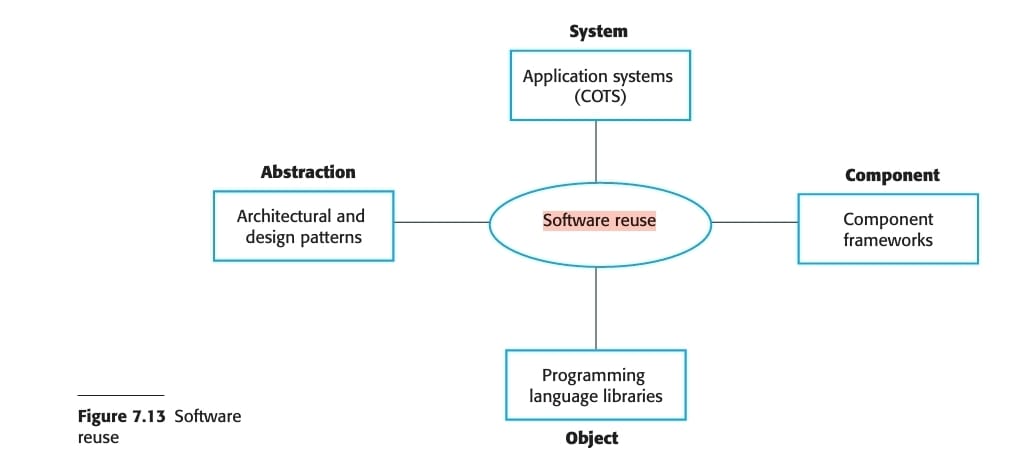 System
Application systems
(COTS)
Abstraction
Architectural and
design patterns
Software reuse
Component
Component
frameworks
Programming
language libraries
Object
Figure 7.13 Software
reuse